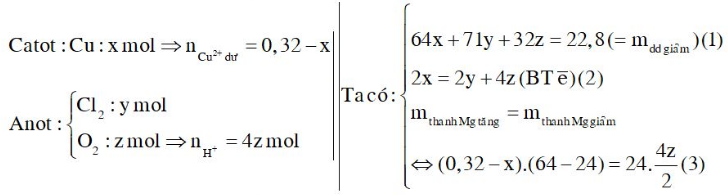 Catot : Cu : x mol ⇒ n_{Cu²⁺ dư} = 0,32 − x
Anot : { Cl₂ : y mol
O₂ : z mol ⇒ n_{H⁺} = 4z mol
Ta có : { 64x + 71y + 32z = 22,8 (= m_{dd giảm}) (1)
2x = 2y + 4z (BT ē) (2)
m_{thanh Mg tăng} = m_{thanh Mg giảm}
⇔ (0,32 − x).(64 − 24) = 24. 4z/2 (3)